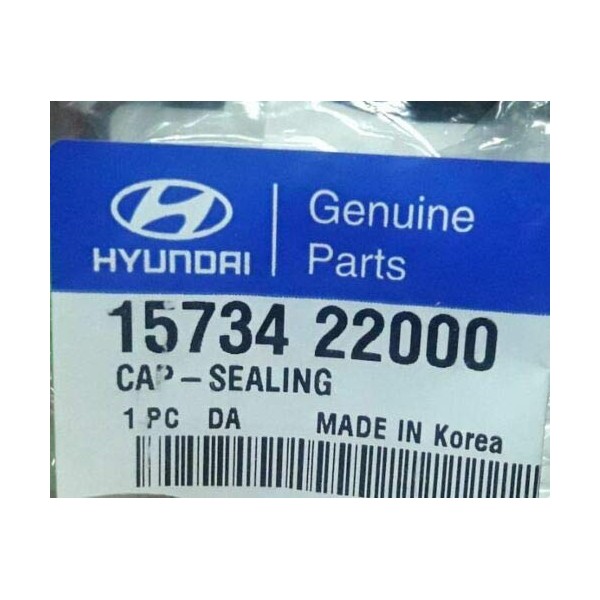 HYUNDAI
Genuine
Parts
15734 22000
CAP-SEALING
1 PC DA MADE IN Korea